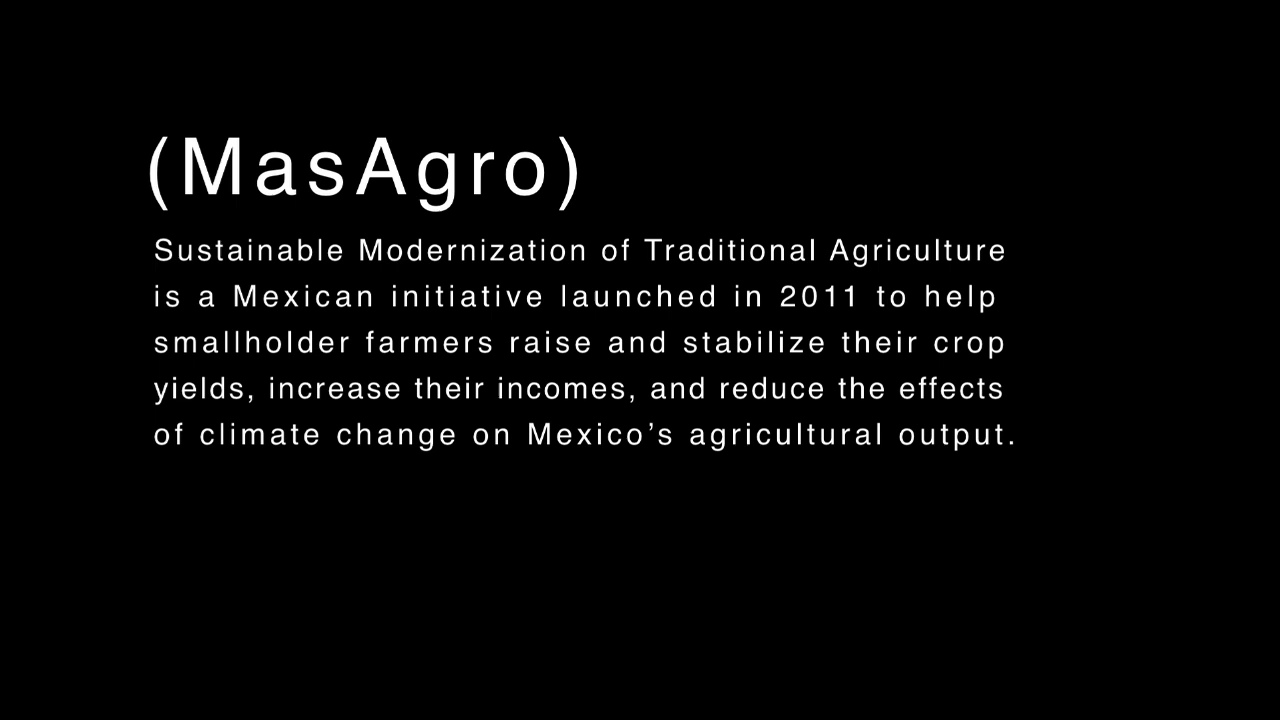 (MasAgro)
Sustainable Modernization of Traditional Agriculture
is a Mexican initiative launched in 2011 to help
smallholder farmers raise and stabilize their crop
yields, increase their incomes, and reduce the effects
of climate change on Mexico’s agricultural output.